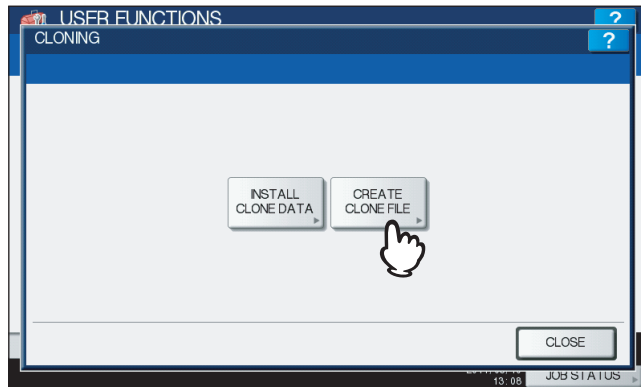 USER FUNCTIONS
?
CLONING
?
INSTALL
CLONE DATA
CREATE
CLONE FILE
CLOSE
13:08
JOB STATUS